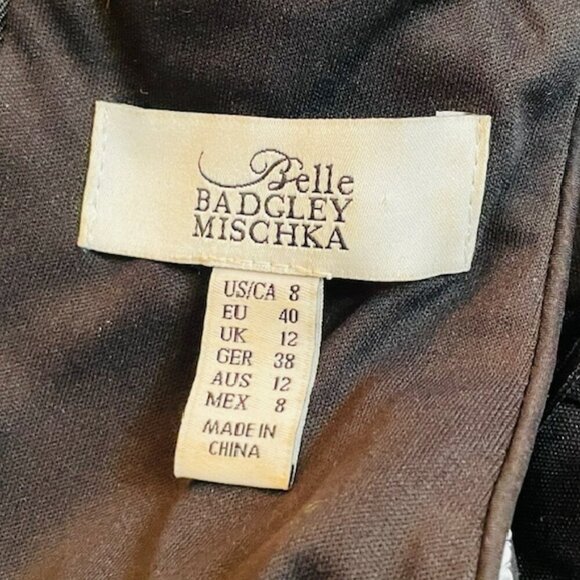 Belle
BADGLEY
MISCHKA
US/CA 8
EU 40
UK 12
GER 38
AUS 12
MEX 8
MADE IN
CHINA